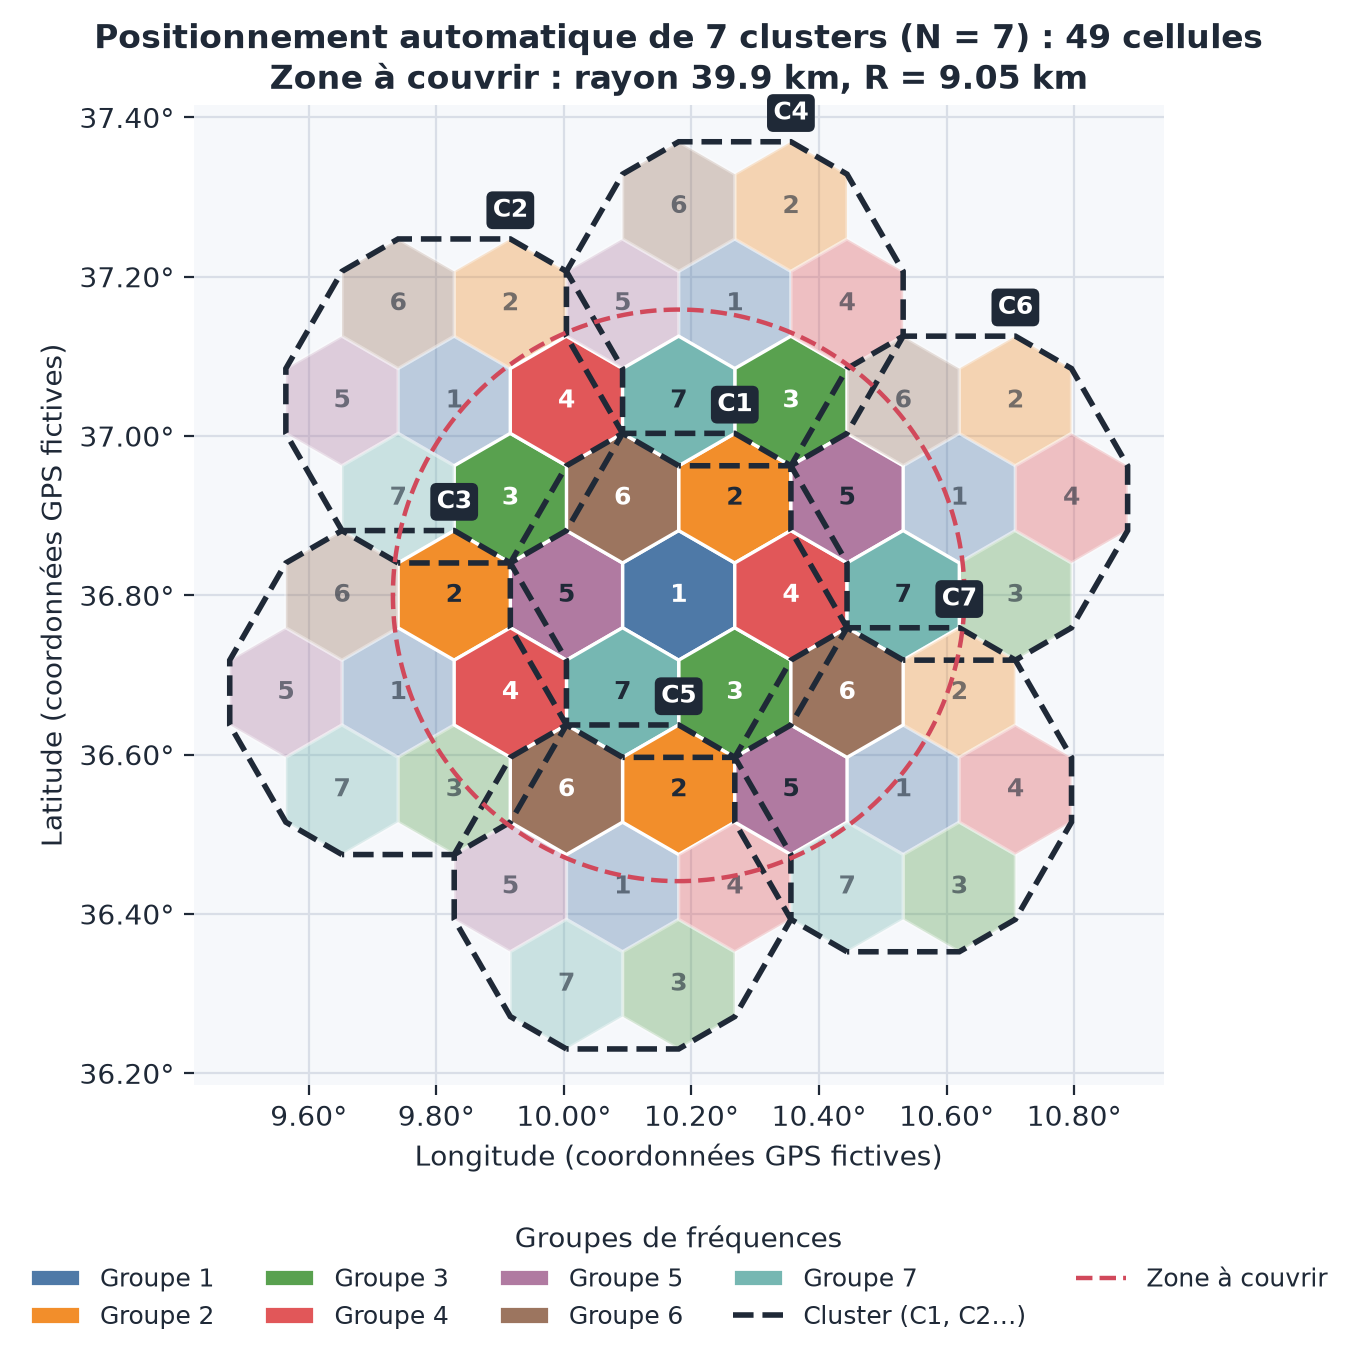 Positionnement automatique de 7 clusters (N = 7) : 49 cellules
Zone à couvrir : rayon 39.9 km, R = 9.05 km
C4
37.40°
6 2
C2
37.20°
6 2 5 1 4
C6
5 1 4 7 C1 3 6 2
37.00°
7 C3 3 6 2 5 1 4
36.80°
6 2 5 1 4 7 C7 3
5 1 4 7 C5 3 6 2
36.60°
7 3 6 2 5 1 4
5 1 4 7 3
36.40°
7 3
36.20°
Latitude (coordonnées GPS fictives)
9.60° 9.80° 10.00° 10.20° 10.40° 10.60° 10.80°
Longitude (coordonnées GPS fictives)
Groupes de fréquences
Groupe 1 Groupe 3 Groupe 5 Groupe 7 Zone à couvrir
Groupe 2 Groupe 4 Groupe 6 Cluster (C1, C2...)